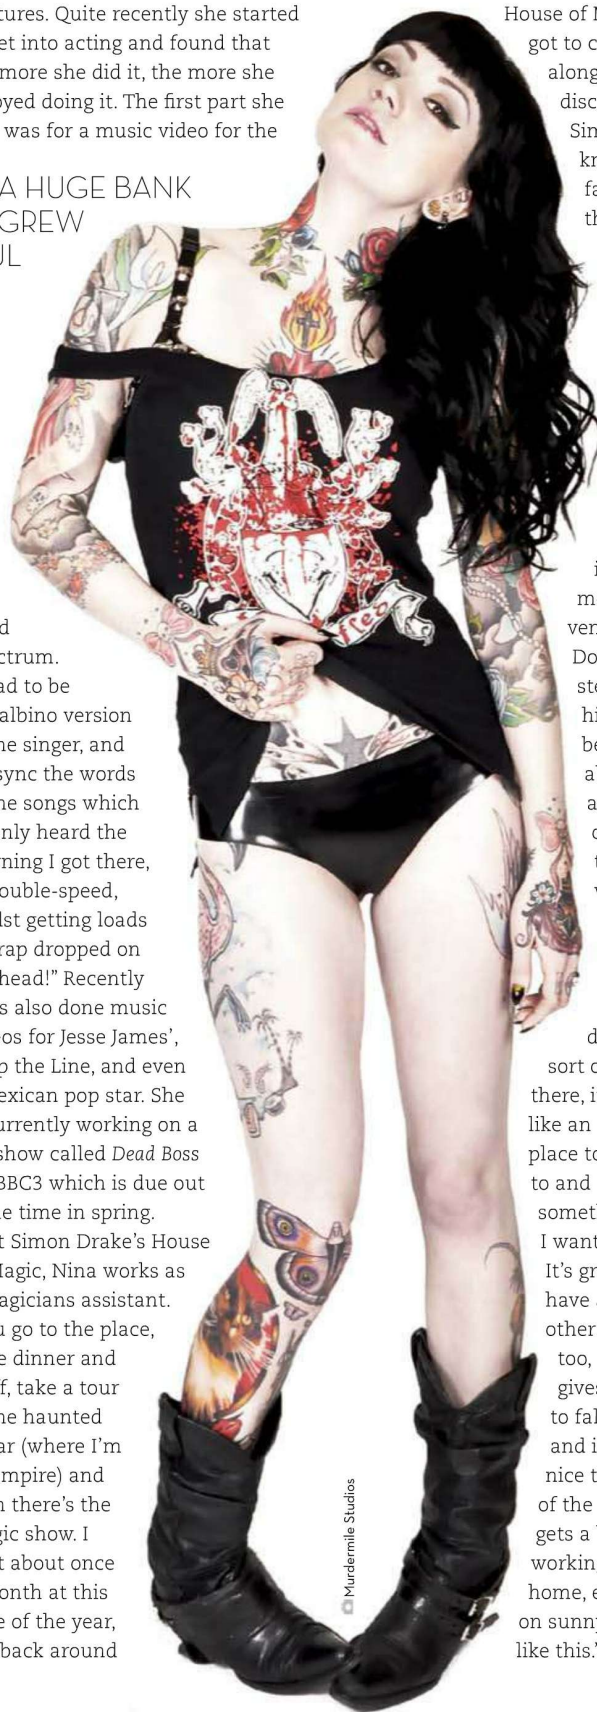 tures. Quite recently she started
et into acting and found that
more she did it, the more she
oyed doing it. The first part she
was for a music video for the
A HUGE BANK
GREW
UL
d
ctrum.
ad to be
albino version
ne singer, and
sync the words
he songs which
nly heard the
rning I got there,
ouble-speed,
lst getting loads
rap dropped on
head!” Recently
s also done music
os for Jesse James’,
p the Line, and even
exican pop star. She
urrently working on a
show called Dead Boss
BBC3 which is due out
e time in spring.
t Simon Drake’s House
Magic, Nina works as
agicians assistant.
u go to the place,
e dinner and
f, take a tour
he haunted
ar (where I’m
mpire) and
n there’s the
gic show. I
t about once
onth at this
e of the year,
back around
fled
Murdermile Studios
House of
got to c
along
disc
Sim
kn
fa
th
i
m
ven
Do
ste
hi
be
a
a
d
sort o
there, i
like an
place to
to and
somet
I want
It’s gr
have
other
too,
gives
to fal
and i
nice t
of the
gets a
working
home, e
on sunn
like this.’